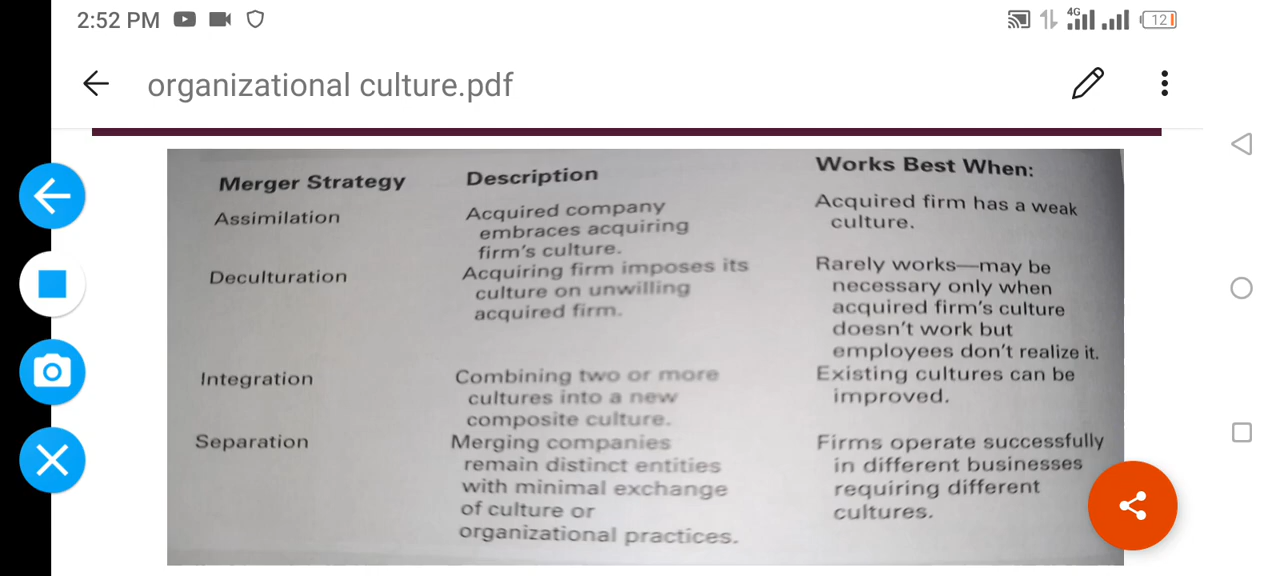 2:52 PM
4G
12
organizational culture.pdf
Merger Strategy
Description
Works Best When:
Assimilation
Acquired company
embraces acquiring
firm's culture.
Acquired firm has a weak
culture.
Deculturation
Acquiring firm imposes its
culture on unwilling
acquired firm.
Rarely works—may be
necessary only when
acquired firm's culture
doesn't work but
employees don't realize it.
Integration
Combining two or more
cultures into a new
composite culture.
Existing cultures can be
improved.
Separation
Merging companies
remain distinct entities
with minimal exchange
of culture or
organizational practices.
Firms operate successfully
in different businesses
requiring different
cultures.